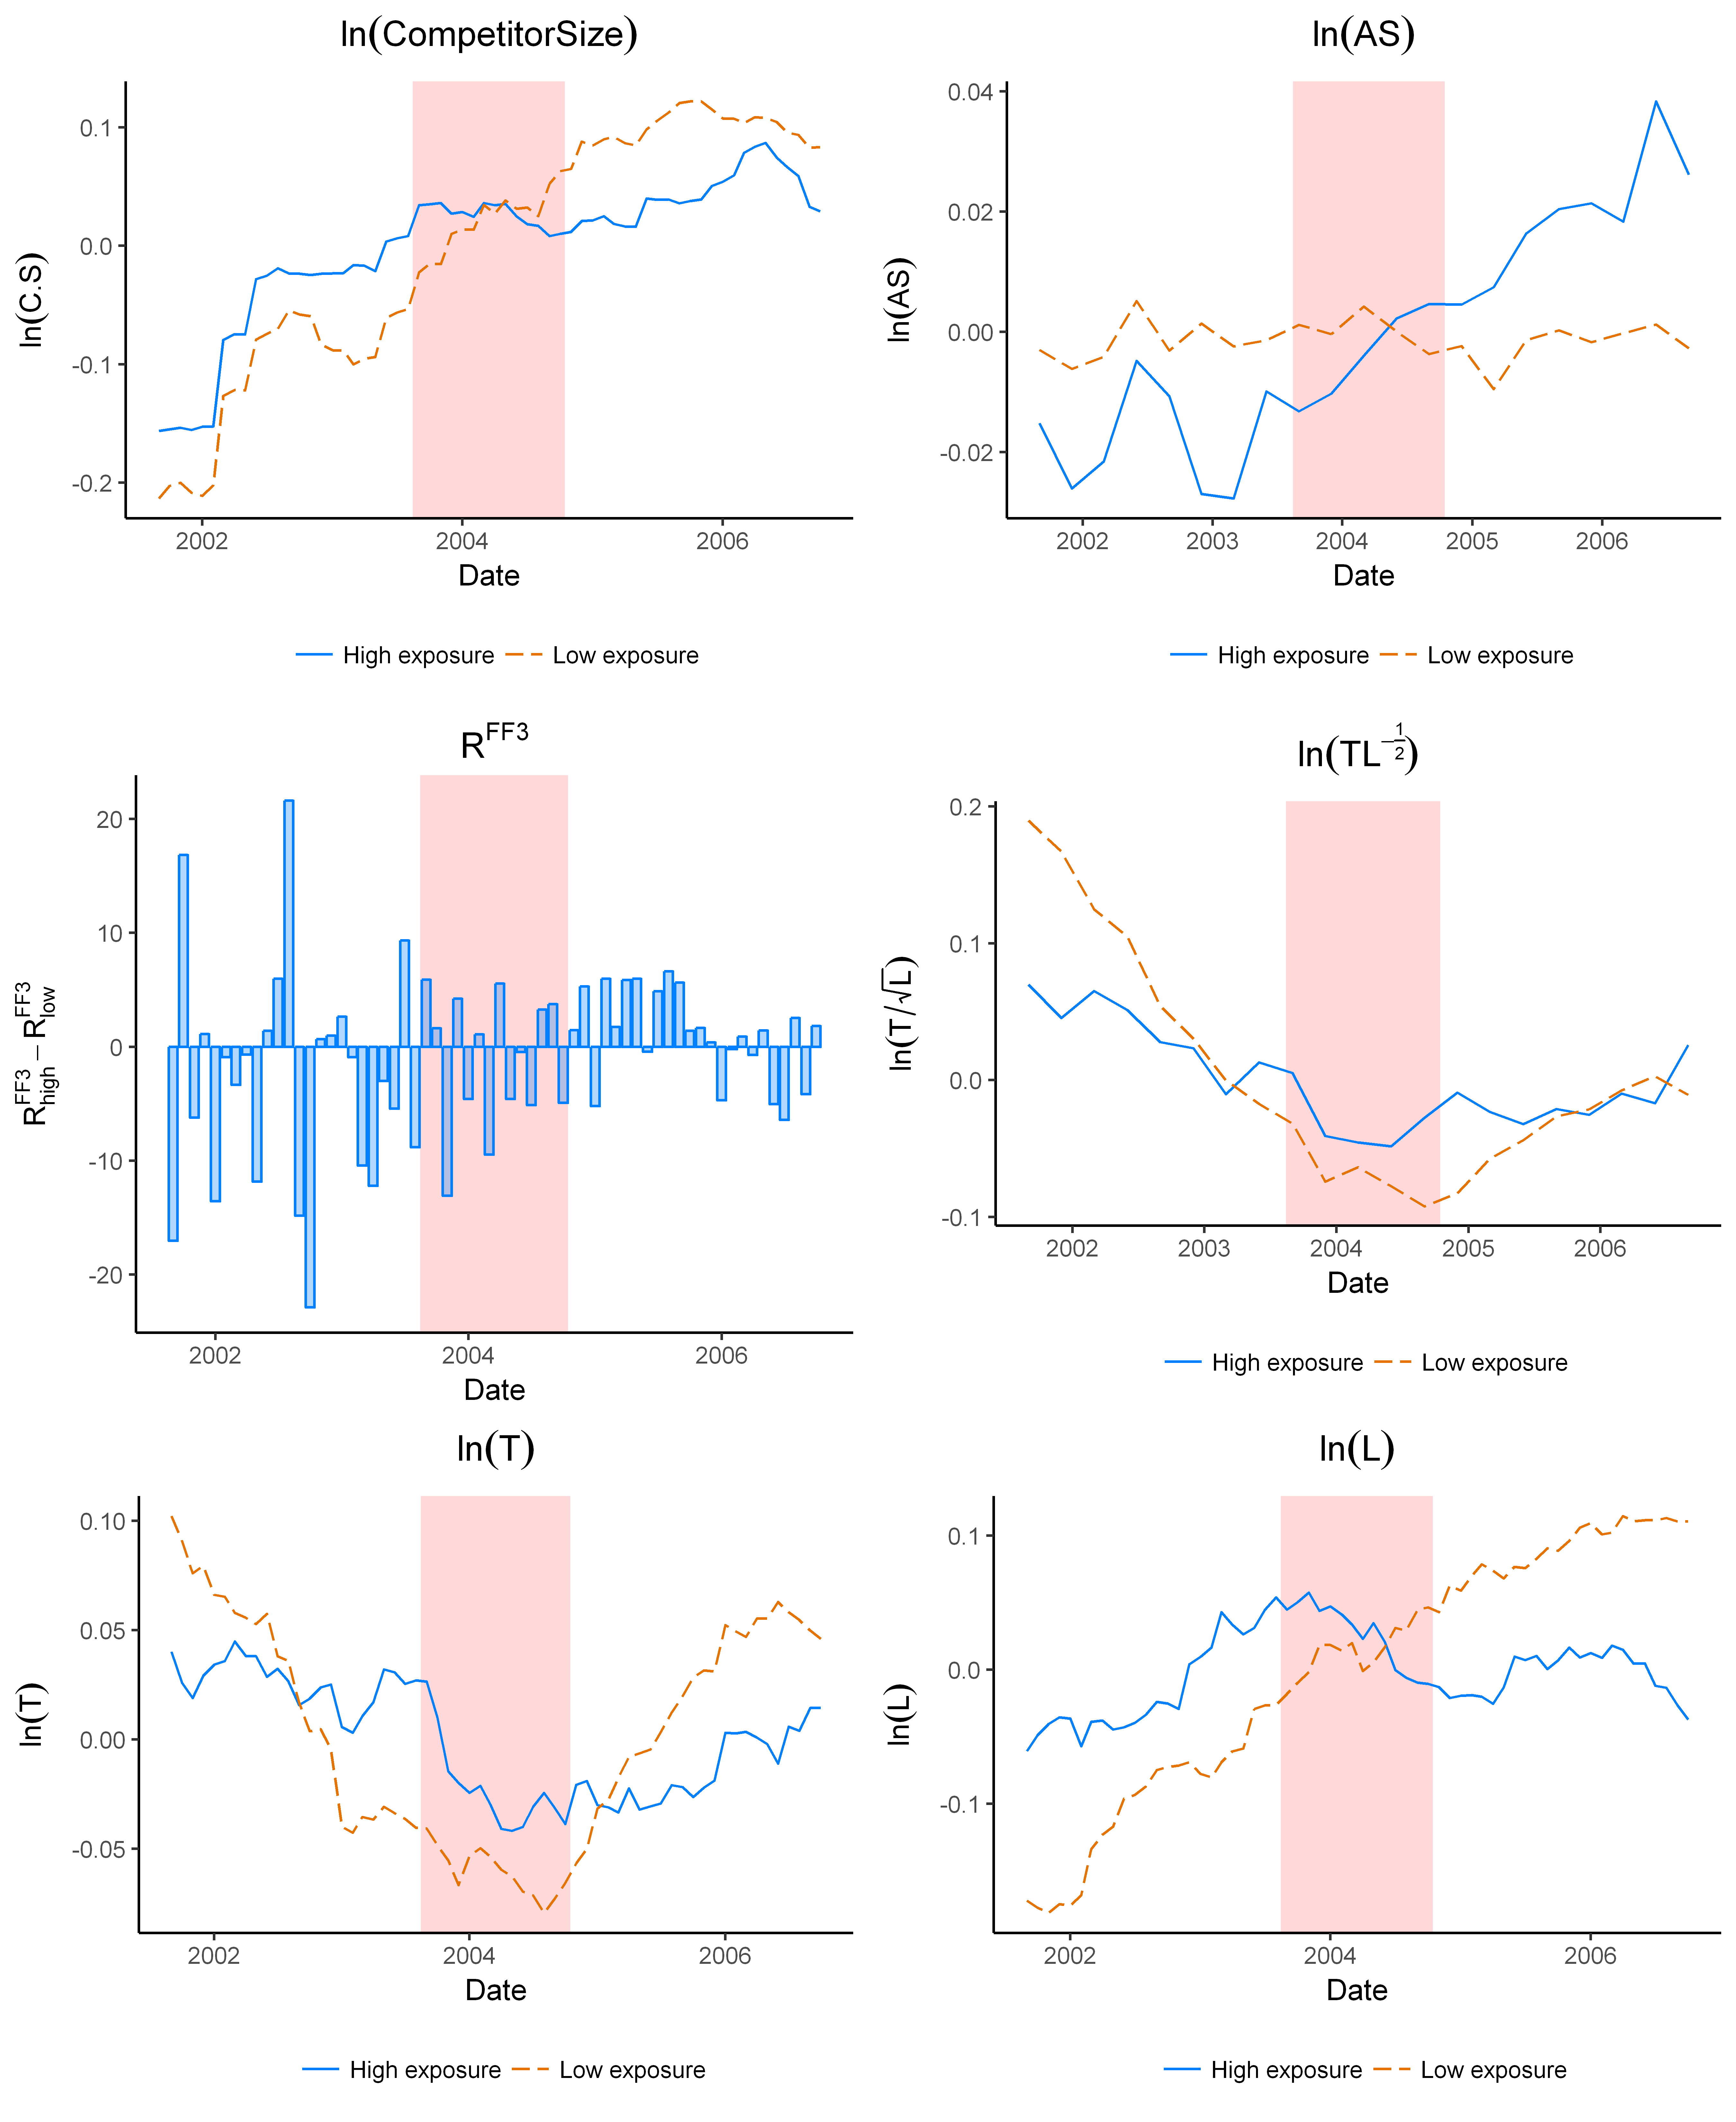 ln(CompetitorSize)
ln(C.S)
0.1
0.0
-0.1
-0.2
2002 2004 2006
Date
High exposure Low exposure
ln(AS)
ln(AS)
0.04
0.02
0.00
-0.02
2002 2003 2004 2005 2006
Date
High exposure Low exposure
R^FF3
R^FF3_high − R^FF3_low
20
10
0
-10
-20
2002 2004 2006
Date
ln(TL^−1/2)
ln(T/√L)
0.2
0.1
0.0
-0.1
2002 2003 2004 2005 2006
Date
High exposure Low exposure
ln(T)
ln(T)
0.10
0.05
0.00
-0.05
2002 2004 2006
Date
High exposure Low exposure
ln(L)
ln(L)
0.1
0.0
-0.1
2002 2004 2006
Date
High exposure Low exposure